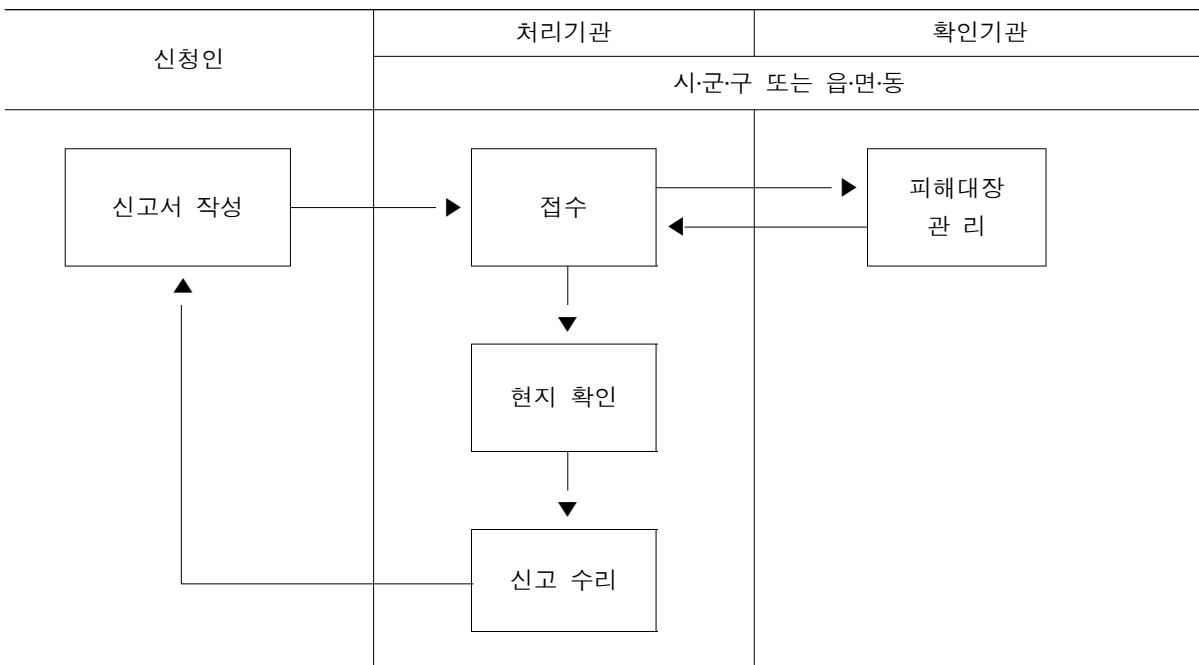 신청인
처리기관
확인기관
시·군·구 또는 읍·면·동
신고서 작성
접수
피해대장
관 리
현지 확인
신고 수리